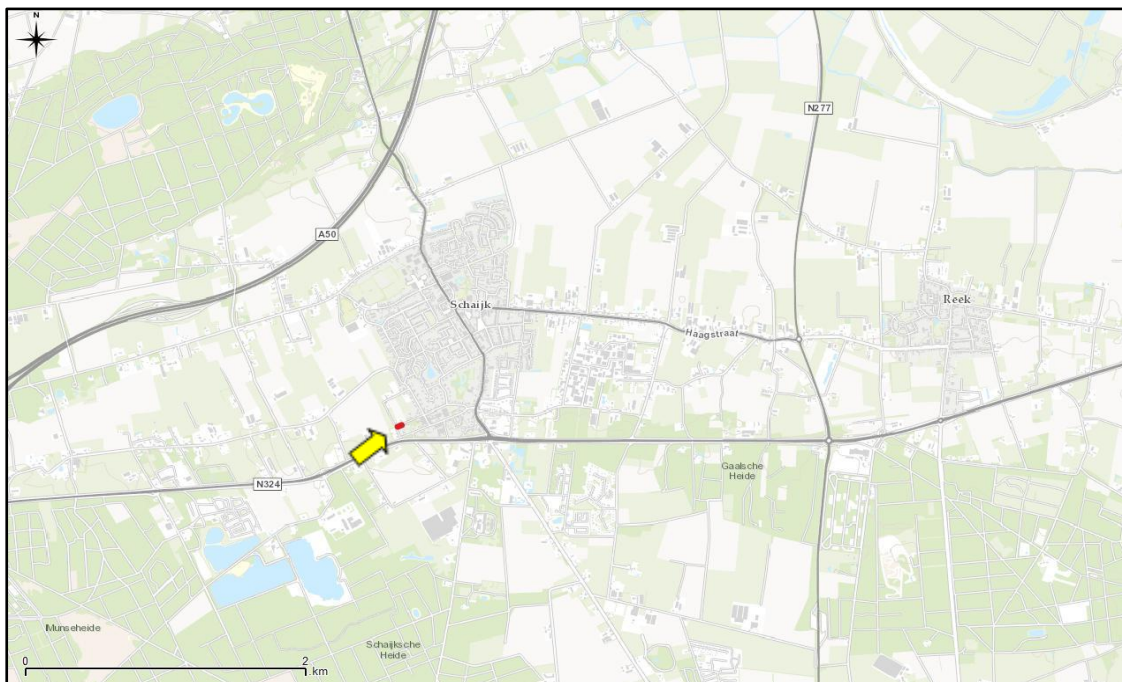 N
N277
A50
Schaijk
Reek
Haagstraat
Gaalsche
Heide
N324
Munseheide
Schaijksche
Heide
0
2
km